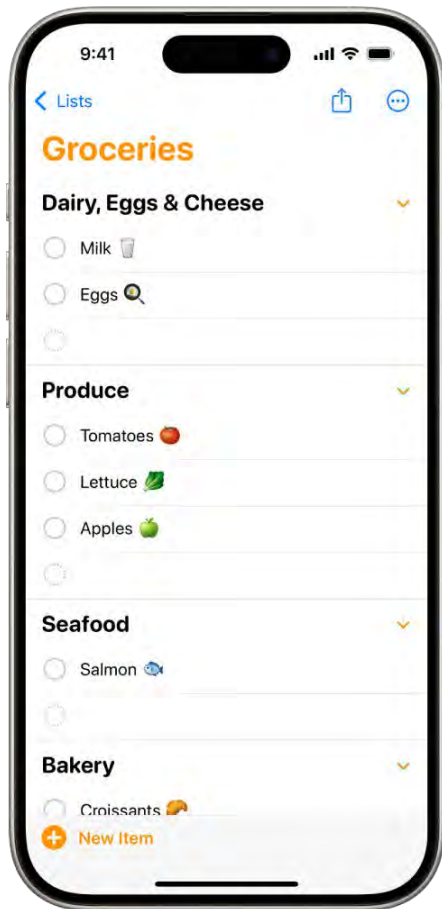 9:41
Lists
Groceries
Dairy, Eggs & Cheese
Milk 🥛
Eggs 🍳
Produce
Tomatoes 🍅
Lettuce 🥬
Apples 🍏
Seafood
Salmon 🐟
Bakery
Croissants 🥐
New Item